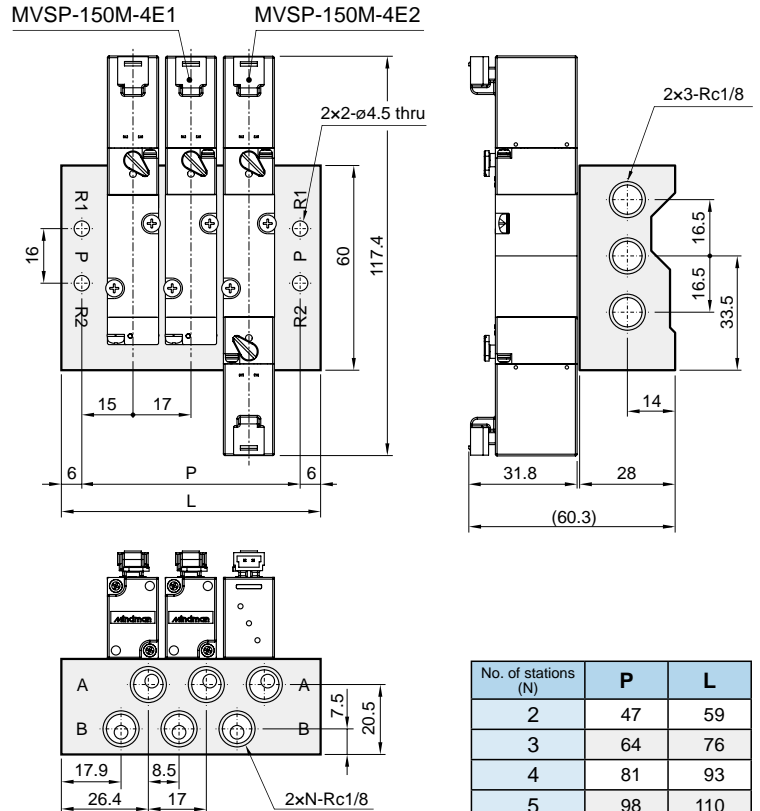 MVSP-150M-4E1
MVSP-150M-4E2
2×2-ø4.5 thru
2×3-Rc1/8
R1
P
R2
R1
P
R2
16
60
117.4
15
17
6
P
6
L
16.5
16.5
33.5
14
31.8
28
(60.3)
Mindman
Mindman
A
A
B
B
7.5
20.5
17.9
8.5
26.4
17
2×N-Rc1/8
No. of stations (N) P L
2 47 59
3 64 76
4 81 93
5 98 110